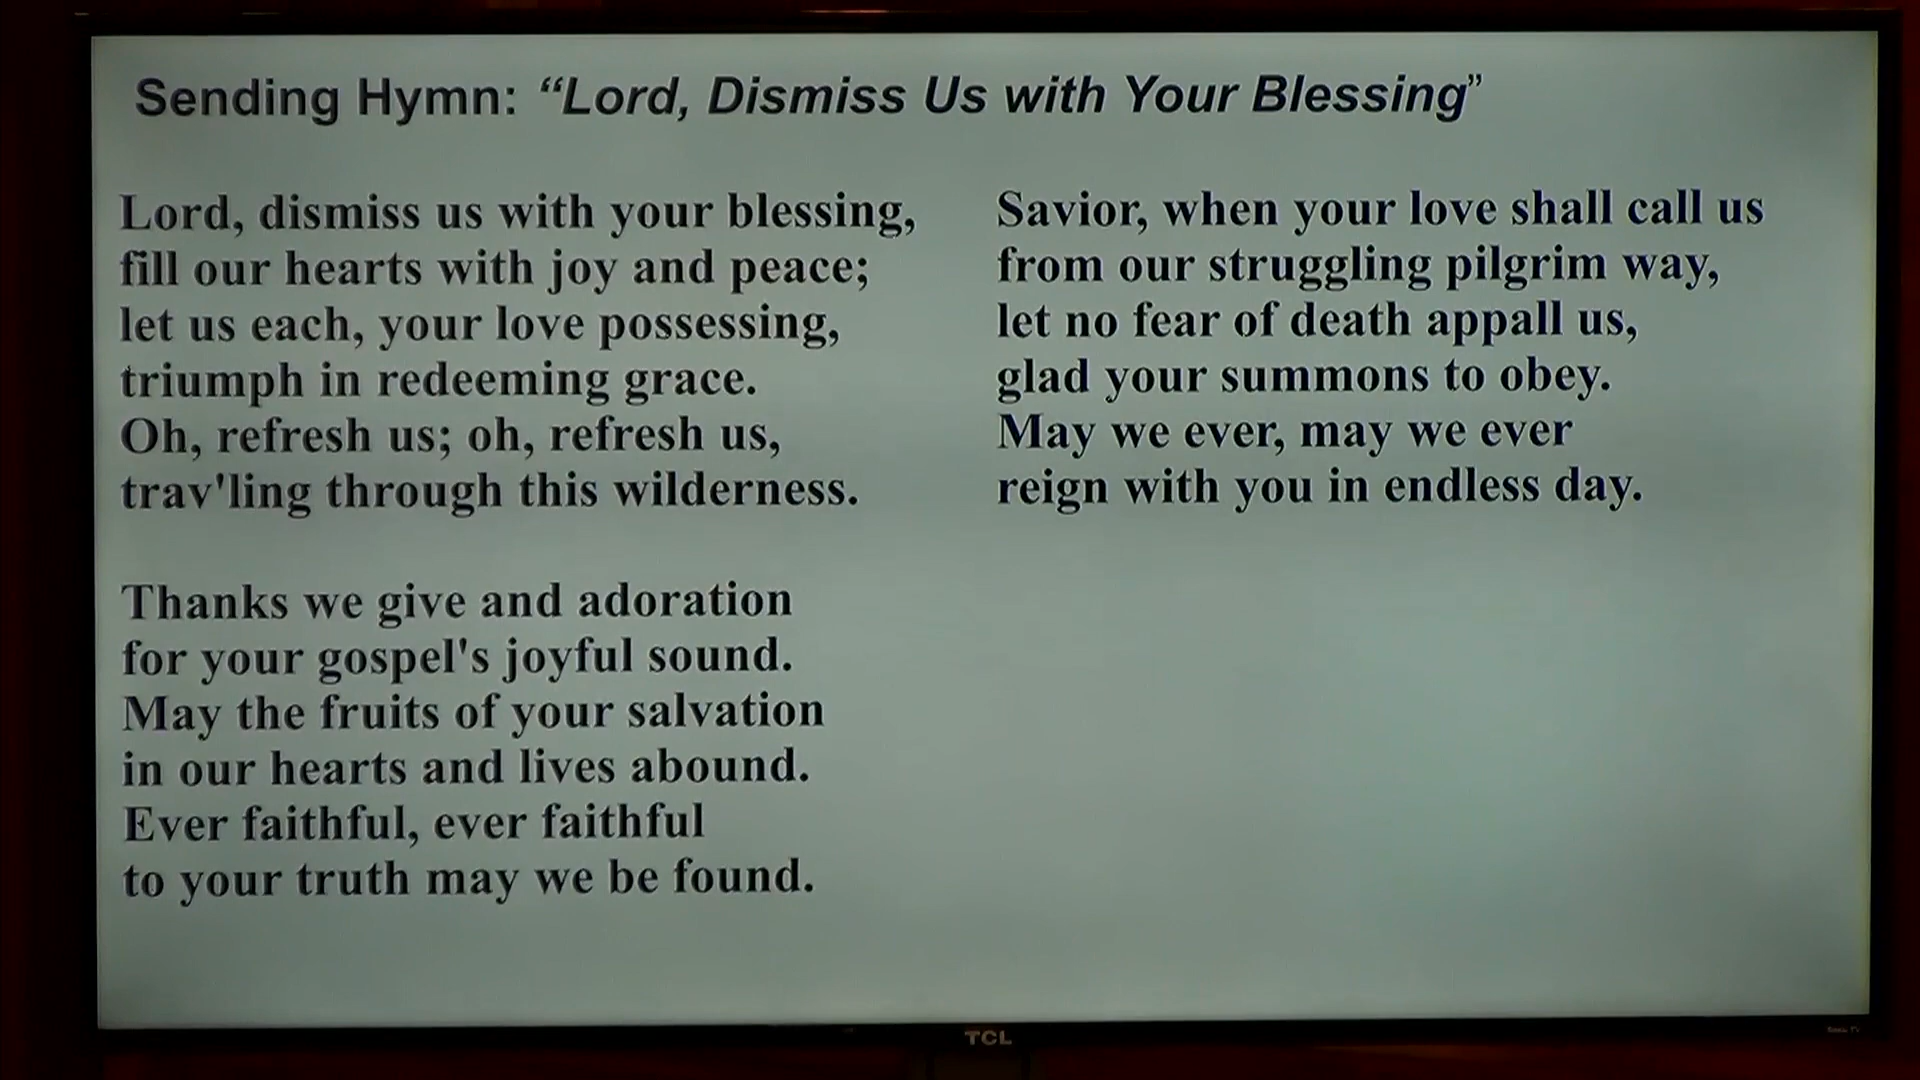 Sending Hymn: “Lord, Dismiss Us with Your Blessing”
Lord, dismiss us with your blessing,
fill our hearts with joy and peace;
let us each, your love possessing,
triumph in redeeming grace.
Oh, refresh us; oh, refresh us,
trav'ling through this wilderness.
Thanks we give and adoration
for your gospel's joyful sound.
May the fruits of your salvation
in our hearts and lives abound.
Ever faithful, ever faithful
to your truth may we be found.
Savior, when your love shall call us
from our struggling pilgrim way,
let no fear of death appall us,
glad your summons to obey.
May we ever, may we ever
reign with you in endless day.
TCL
Roku TV